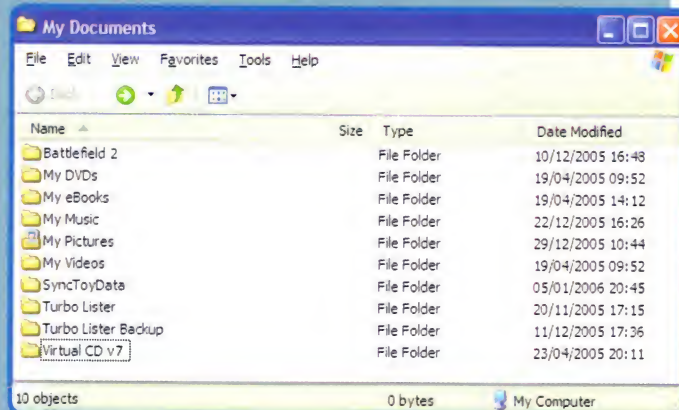 My Documents
File Edit View Favorites Tools Help
Back
Name Size Type Date Modified
Battlefield 2 File Folder 10/12/2005 16:48
My DVDs File Folder 19/04/2005 09:52
My eBooks File Folder 19/04/2005 14:12
My Music File Folder 22/12/2005 16:26
My Pictures File Folder 29/12/2005 10:44
My Videos File Folder 19/04/2005 09:52
SyncToyData File Folder 05/01/2006 20:45
Turbo Lister File Folder 20/11/2005 17:15
Turbo Lister Backup File Folder 11/12/2005 17:36
Virtual CD v7 File Folder 23/04/2005 20:11
10 objects 0 bytes My Computer